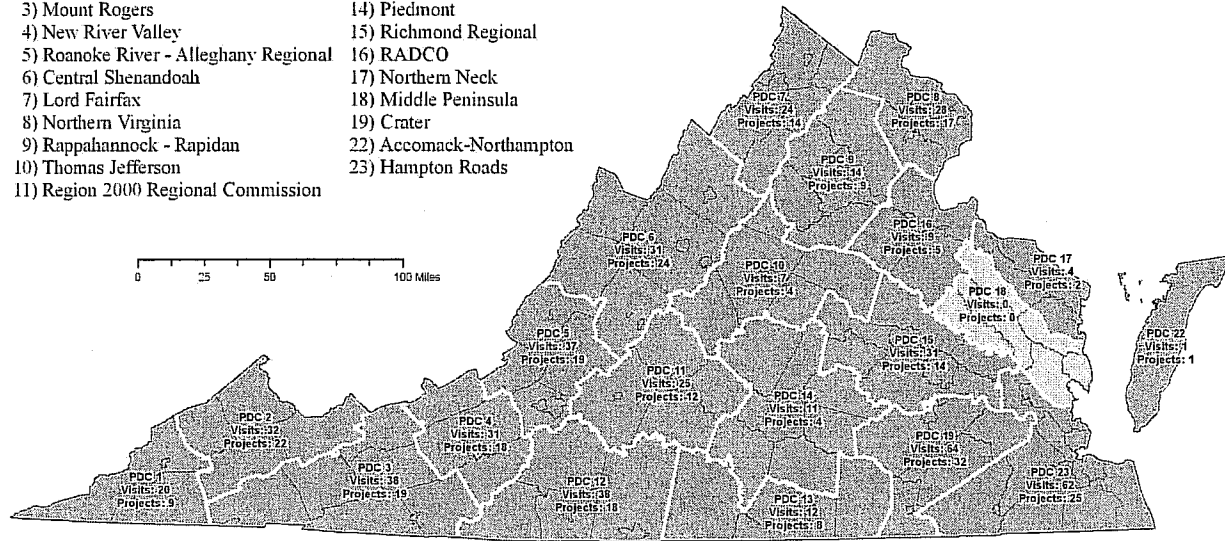 3) Mount Rogers
4) New River Valley
5) Roanoke River - Alleghany Regional
6) Central Shenandoah
7) Lord Fairfax
8) Northern Virginia
9) Rappahannock - Rapidan
10) Thomas Jefferson
11) Region 2000 Regional Commission
14) Piedmont
15) Richmond Regional
16) RADCO
17) Northern Neck
18) Middle Peninsula
19) Crater
22) Accomack-Northampton
23) Hampton Roads
0 25 50 100 Miles
PDC 7
Visits: 24
Projects: 14
PDC 8
Visits: 28
Projects: 17
PDC 9
Visits: 14
Projects: 9
PDC 16
Visits: 9
Projects: 5
PDC 6
Visits: 31
Projects: 24
PDC 10
Visits: 7
Projects: 4
PDC 17
Visits: 4
Projects: 2
PDC 18
Visits: 0
Projects: 0
PDC 22
Visits: 1
Projects: 1
PDC 5
Visits: 37
Projects: 19
PDC 15
Visits: 31
Projects: 14
PDC 11
Visits: 25
Projects: 12
PDC 14
Visits: 11
Projects: 4
PDC 2
Visits: 32
Projects: 22
PDC 4
Visits: 31
Projects: 18
PDC 19
Visits: 64
Projects: 32
PDC 3
Visits: 38
Projects: 19
PDC 1
Visits: 20
Projects: 9
PDC 12
Visits: 38
Projects: 18
PDC 23
Visits: 62
Projects: 25
PDC 13
Visits: 12
Projects: 8